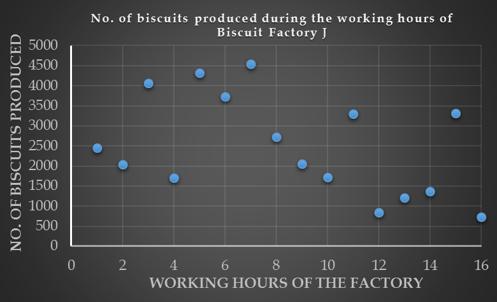 No. of biscuits produced during the working hours of
Biscuit Factory J
NO. OF BISCUITS PRODUCED
5000
4500
4000
3500
3000
2500
2000
1500
1000
500
0
0 2 4 6 8 10 12 14 16
WORKING HOURS OF THE FACTORY